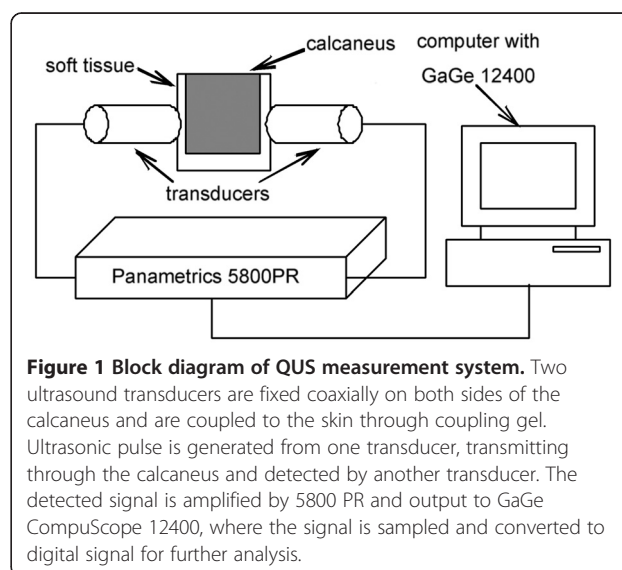 calcaneus
computer with
soft tissue
GaGe 12400
transducers
Panametrics 5800PR
Figure 1 Block diagram of QUS measurement system. Two
ultrasound transducers are fixed coaxially on both sides of the
calcaneus and are coupled to the skin through coupling gel.
Ultrasonic pulse is generated from one transducer, transmitting
through the calcaneus and detected by another transducer. The
detected signal is amplified by 5800 PR and output to GaGe
CompuScope 12400, where the signal is sampled and converted to
digital signal for further analysis.